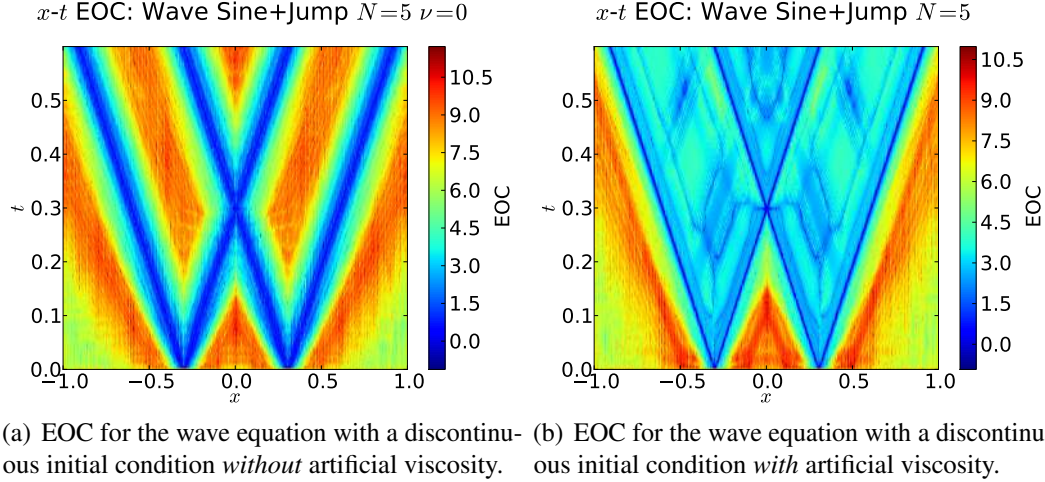 x-t EOC: Wave Sine+Jump N=5 ν=0
10.5
9.0
7.5
6.0
4.5
3.0
1.5
0.0
EOC
0.5
0.4
0.3
0.2
0.1
0.0
t
−1.0 −0.5 0.0 0.5 1.0
x
x-t EOC: Wave Sine+Jump N=5
10.5
9.0
7.5
6.0
4.5
3.0
1.5
0.0
EOC
0.5
0.4
0.3
0.2
0.1
0.0
t
−1.0 −0.5 0.0 0.5 1.0
x
(a) EOC for the wave equation with a discontinu-
ous initial condition without artificial viscosity.
(b) EOC for the wave equation with a discontinu
ous initial condition with artificial viscosity.